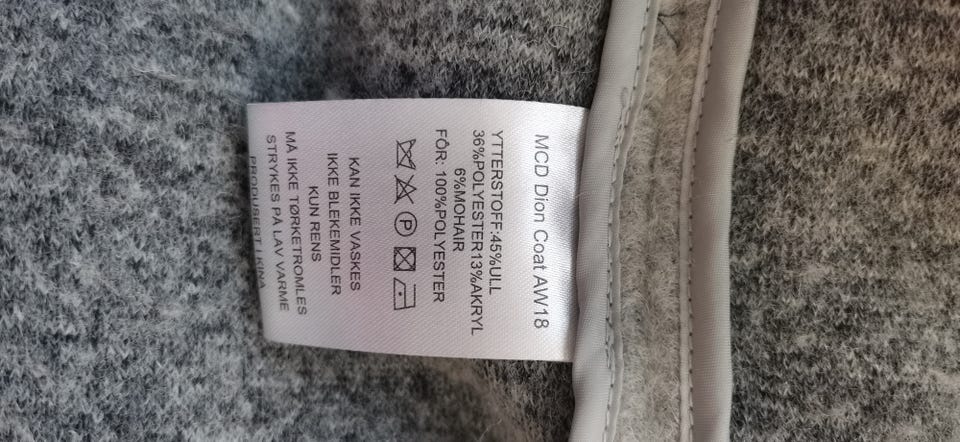 MCD Dion Coat AW18
YTTERSTOFF:45%ULL
36%POLYESTER13%AKRYL
6%MOHAIR
FÔR: 100%POLYESTER
P
KAN IKKE VASKES
IKKE BLEKEMIDLER
KUN RENS
MÅ IKKE TØRKETROMLES
STRYKES PÅ LAV VARME
PRODUSERT I KINA